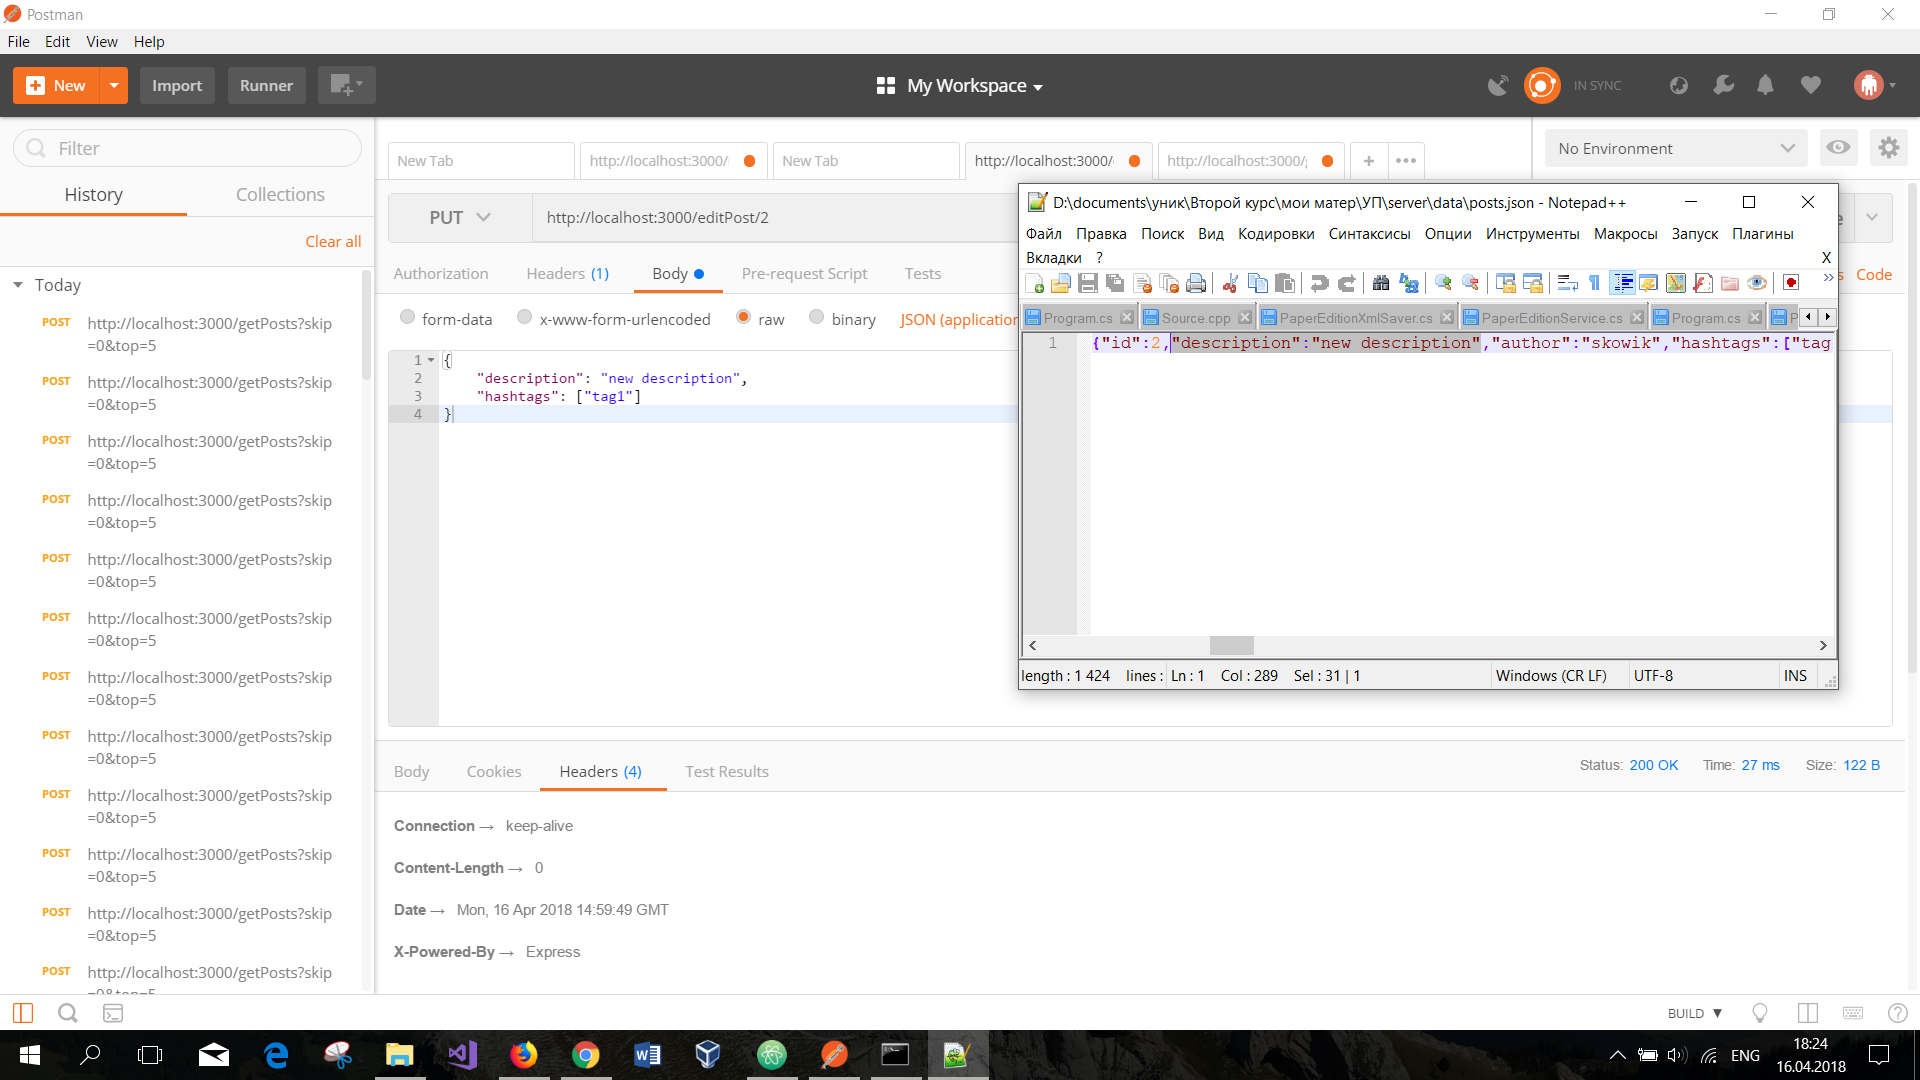 Postman
File Edit View Help
New Import Runner My Workspace IN SYNC
Filter
History Collections
Clear all
Today
POST http://localhost:3000/getPosts?skip
=0&top=5
POST http://localhost:3000/getPosts?skip
=0&top=5
POST http://localhost:3000/getPosts?skip
=0&top=5
POST http://localhost:3000/getPosts?skip
=0&top=5
POST http://localhost:3000/getPosts?skip
=0&top=5
POST http://localhost:3000/getPosts?skip
=0&top=5
POST http://localhost:3000/getPosts?skip
=0&top=5
POST http://localhost:3000/getPosts?skip
=0&top=5
POST http://localhost:3000/getPosts?skip
=0&top=5
POST http://localhost:3000/getPosts?skip
=0&top=5
POST http://localhost:3000/getPosts?skip
=0&top=5
POST http://localhost:3000/getPosts?skip
=0&top=5
New Tab http://localhost:3000/ New Tab http://localhost:3000/ http://localhost:3000/ + •••
No Environment
PUT http://localhost:3000/editPost/2
Authorization Headers (1) Body Pre-request Script Tests
Code
form-data x-www-form-urlencoded raw binary JSON (application
1 {
2 "description": "new description",
3 "hashtags": ["tag1"]
4 }
D:\documents\уник\Второй курс\мои матер\УП\server\data\posts.json - Notepad++
Файл Правка Поиск Вид Кодировки Синтаксисы Опции Инструменты Макросы Запуск Плагины
Вкладки ? X
Program.cs Source.cpp PaperEditionXmlSaver.cs PaperEditionService.cs Program.cs P
1 {"id":2,"description":"new description","author":"skowik","hashtags":["tag
length : 1 424 lines : Ln : 1 Col : 289 Sel : 31 | 1 Windows (CR LF) UTF-8 INS
Body Cookies Headers (4) Test Results
Status: 200 OK Time: 27 ms Size: 122 B
Connection → keep-alive
Content-Length → 0
Date → Mon, 16 Apr 2018 14:59:49 GMT
X-Powered-By → Express
BUILD
ENG
18:24
16.04.2018